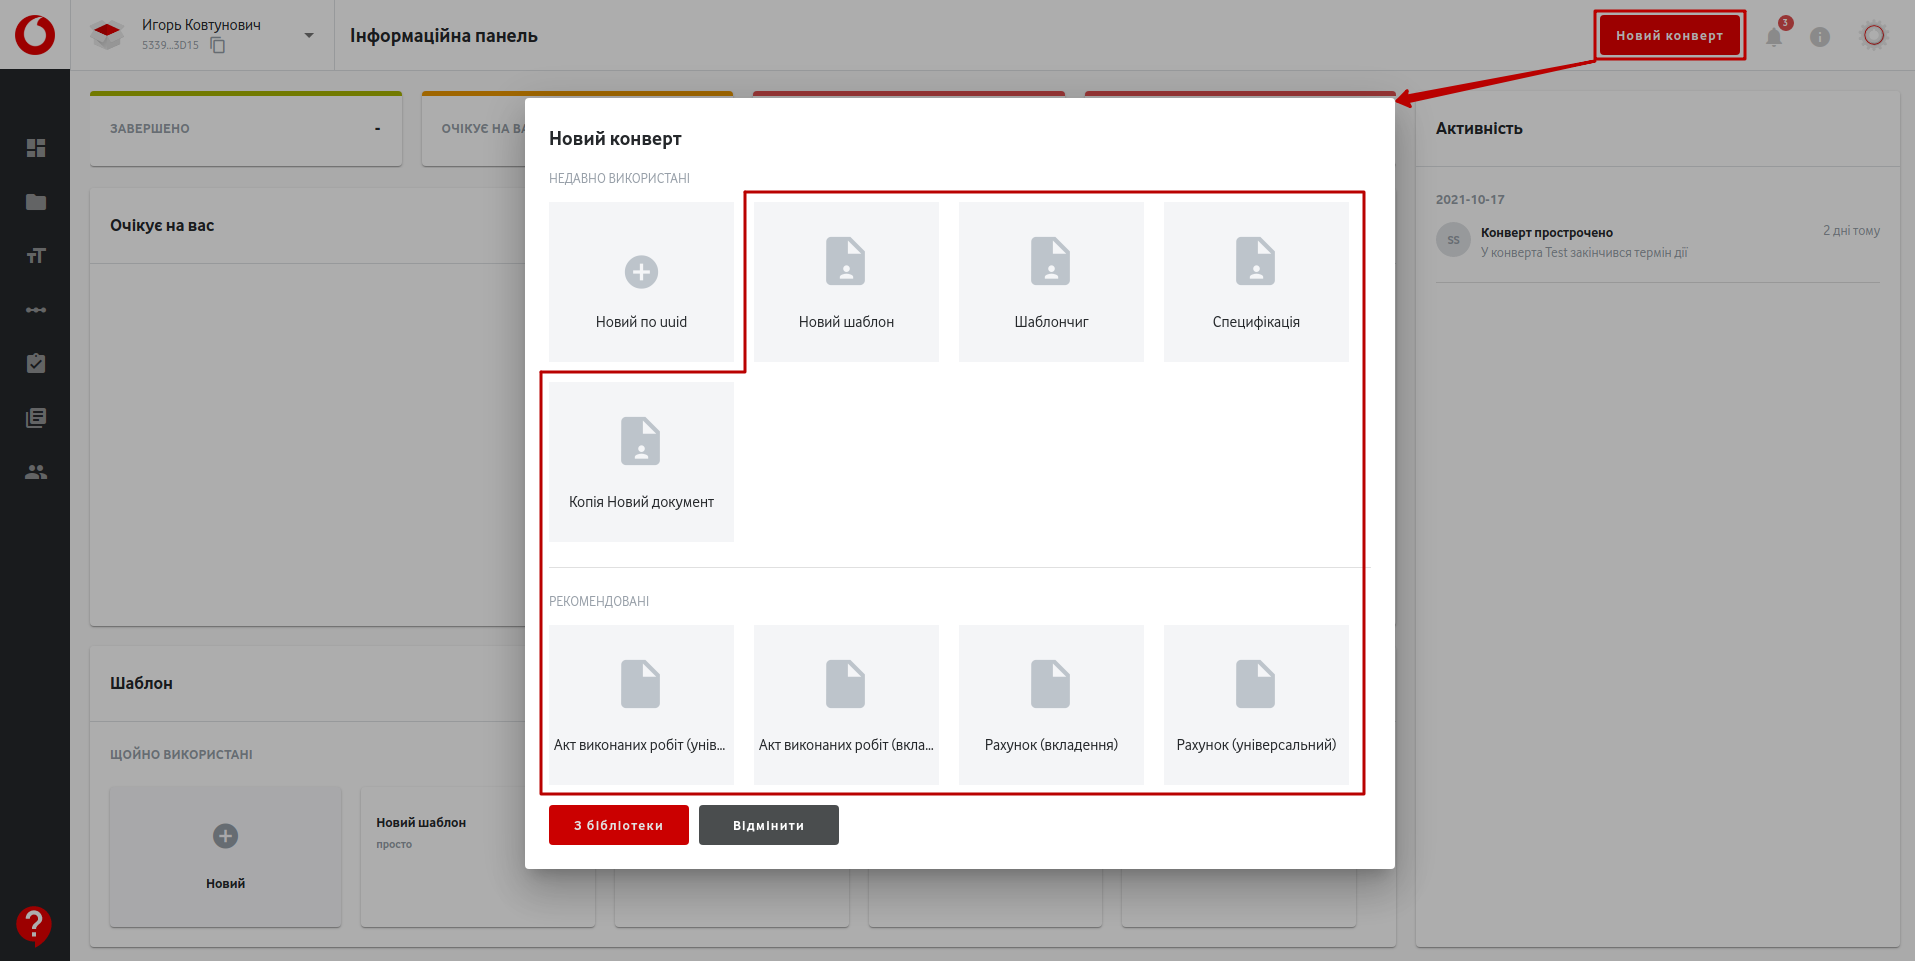 Игорь Ковтунович
5339...3D15
Інформаційна панель
Новий конверт
3
ЗАВЕРШЕНО
-
ОЧІКУЄ НА ВА
Очікує на вас
Новий конверт
НЕДАВНО ВИКОРИСТАНІ
Новий по uuid
Новий шаблон
Шаблончиг
Специфікація
Копія Новий документ
РЕКОМЕНДОВАНІ
Акт виконаних робіт (унів...
Акт виконаних робіт (вкла...
Рахунок (вкладення)
Рахунок (універсальний)
З бібліотеки
Відмінити
Активність
2021-10-17
SS
Конверт прострочено
2 дні тому
У конверта Test закінчився термін дії
Шаблон
ЩОЙНО ВИКОРИСТАНІ
Новий
Новий шаблон
просто